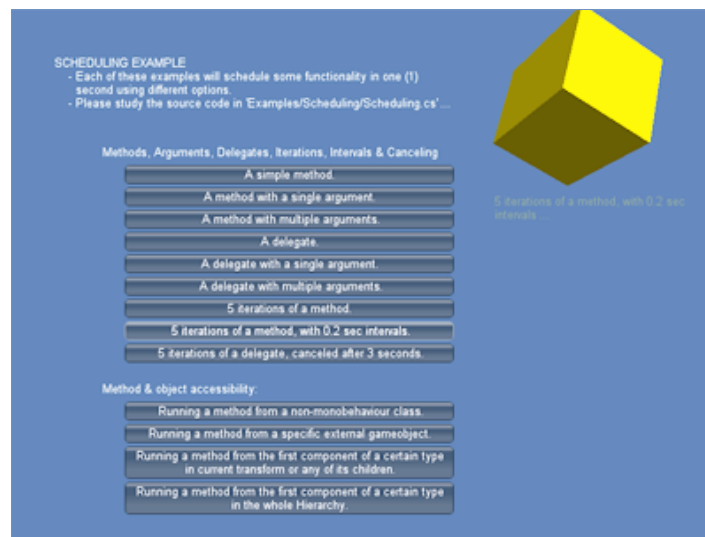 SCHEDULING EXAMPLE
- Each of these examples will schedule some functionality in one (1)
second using different options.
- Please study the source code in 'Examples/Scheduling/Scheduling.cs' ...
Methods, Arguments, Delegates, Iterations, Intervals & Canceling
A simple method.
A method with a single argument.
A method with multiple arguments.
A delegate.
A delegate with a single argument.
A delegate with multiple arguments.
5 iterations of a method.
5 iterations of a method, with 0.2 sec intervals.
5 iterations of a delegate, canceled after 3 seconds.
Method & object accessibility:
Running a method from a non-monobehaviour class.
Running a method from a specific external gameobject.
Running a method from the first component of a certain type
in current transform or any of its children.
Running a method from the first component of a certain type
in the whole Hierarchy.
5 iterations of a method, with 0.2 sec
intervals ...